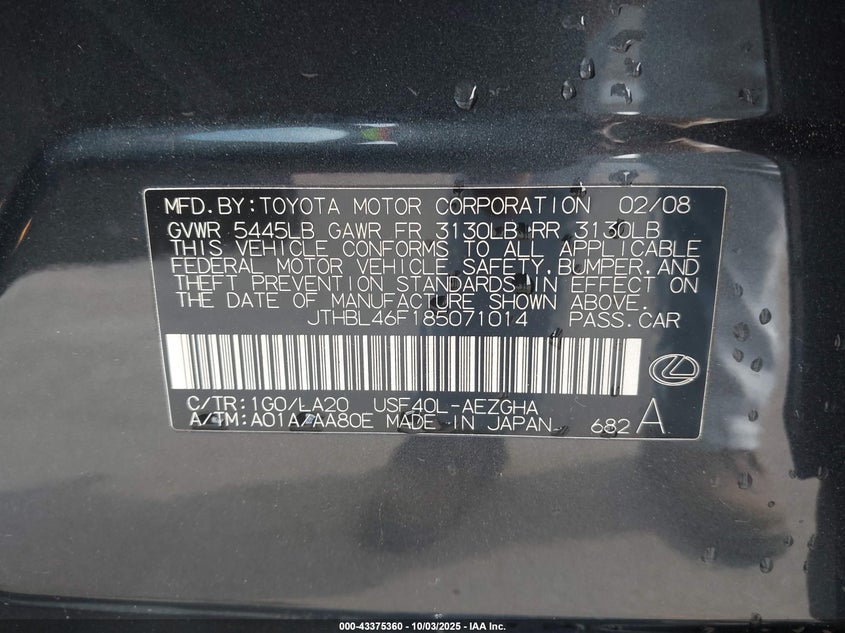 MFD. BY: TOYOTA MOTOR CORPORATION 02/08
GVWR 5445LB GAWR FR 3130LB RR 3130LB
THIS VEHICLE CONFORMS TO ALL APPLICABLE
FEDERAL MOTOR VEHICLE SAFETY, BUMPER, AND
THEFT PREVENTION STANDARDS IN EFFECT ON
THE DATE OF MANUFACTURE SHOWN ABOVE.
JTHBL46F185071014 PASS. CAR
C/TR: 1G0/LA20 USF40L-AEZGHA
A/TM: A01A/AA80E MADE IN JAPAN
682 A
000-43375360 - 10/03/2025 - IAA Inc.